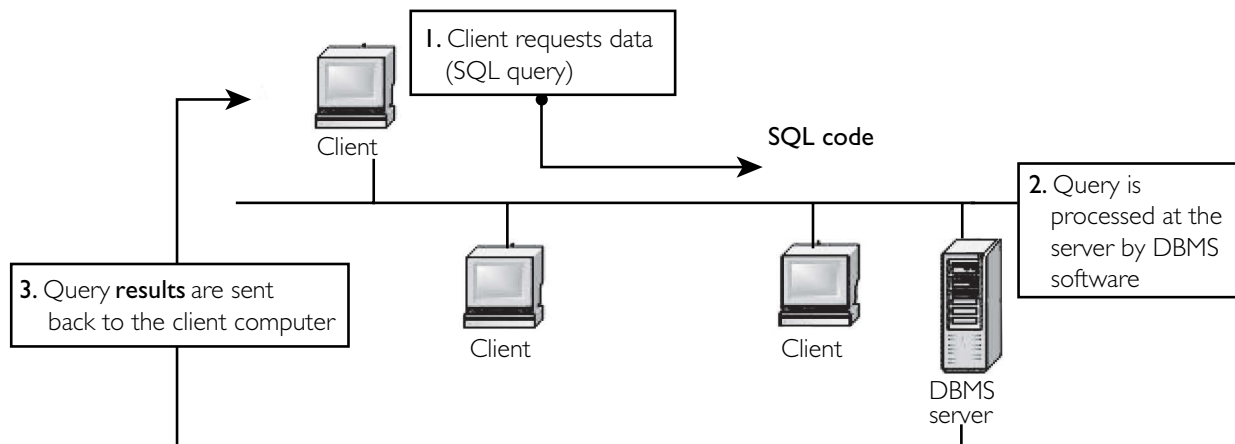 1. Client requests data
(SQL query)
Client
SQL code
2. Query is
processed at the
server by DBMS
software
3. Query results are sent
back to the client computer
Client
Client
DBMS
server